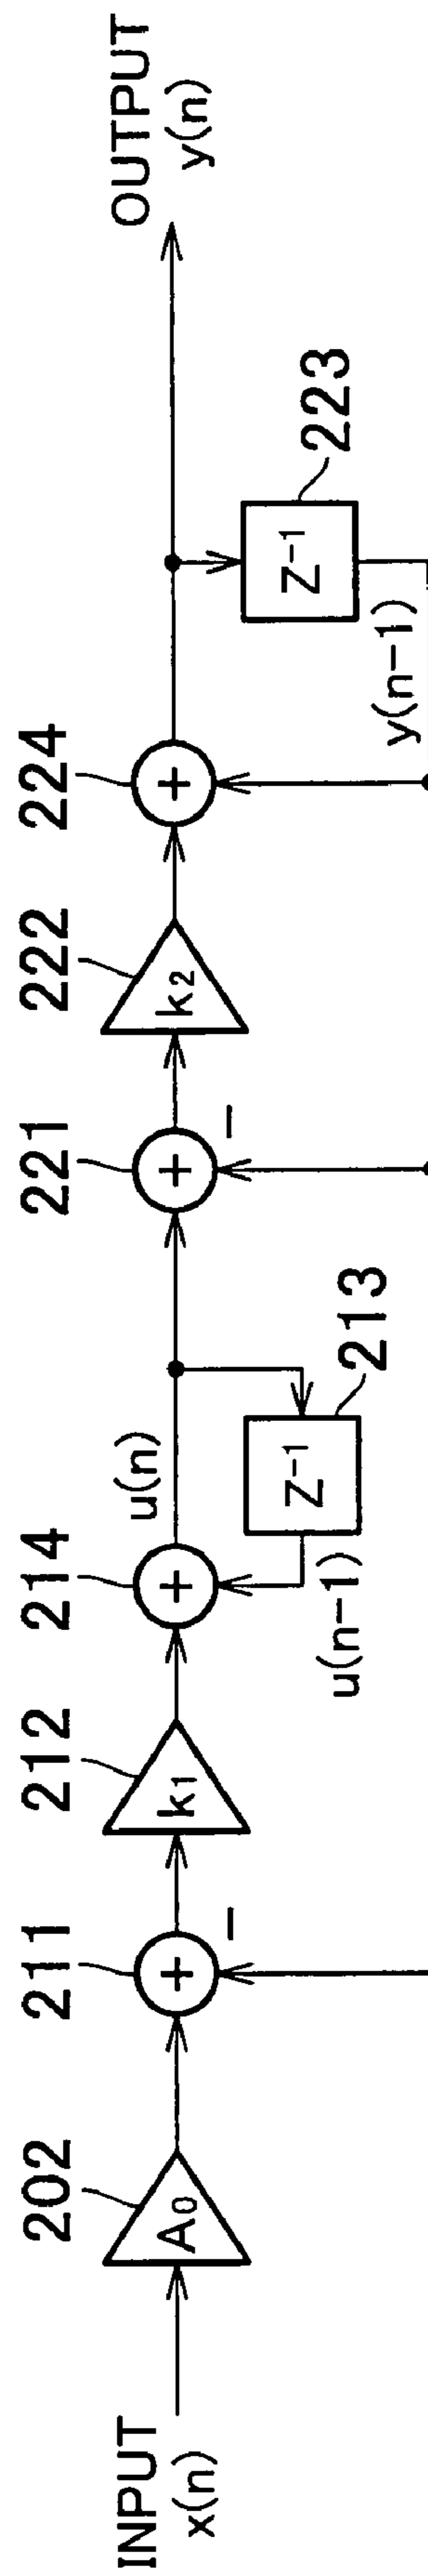 INPUT
x(n)
202
A0
211
+
−
212
k1
214
+
u(n)
u(n−1)
213
Z−1
221
+
−
222
k2
224
+
y(n−1)
223
Z−1
OUTPUT
y(n)